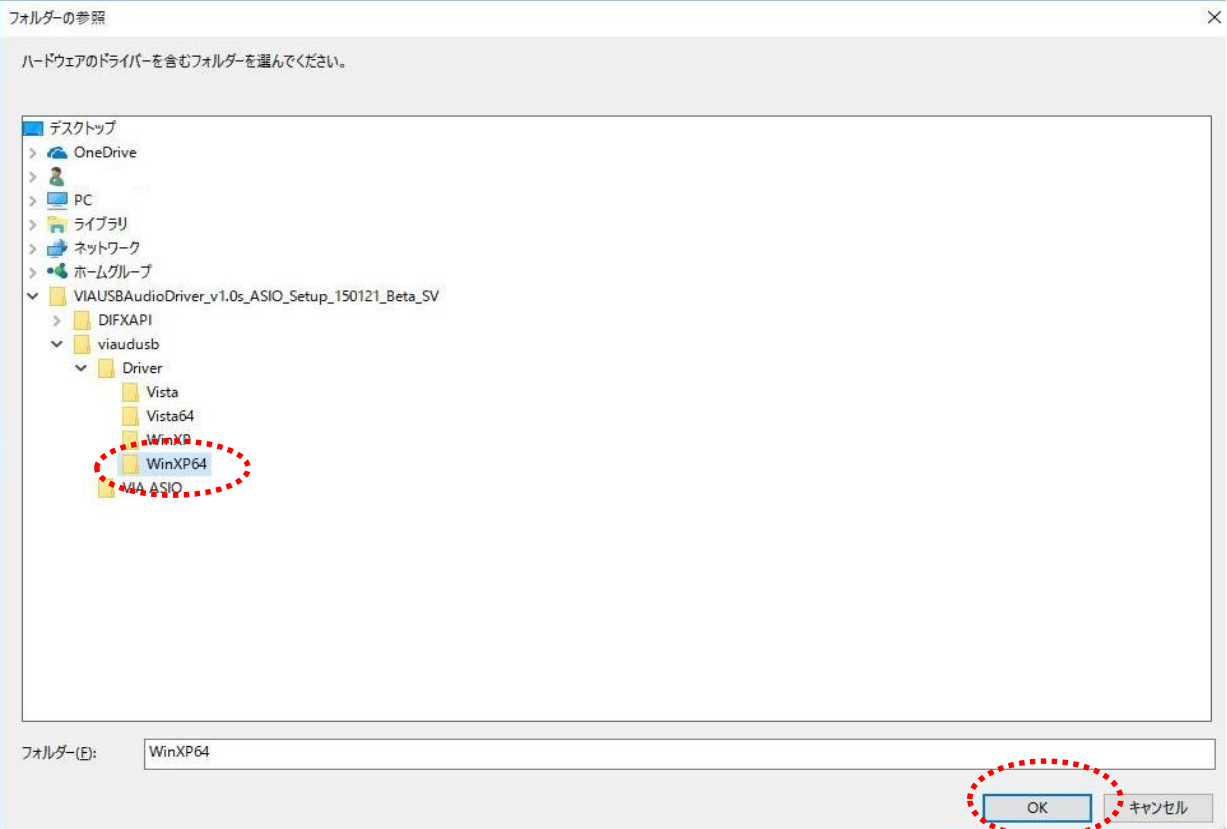 フォルダーの参照
ハードウェアのドライバーを含むフォルダーを選んでください。
デスクトップ
OneDrive
PC
ライブラリ
ネットワーク
ホームグループ
VIAUSBAudioDriver_v1.0s_ASIO_Setup_150121_Beta_SV
DIFXAPI
viaudusb
Driver
Vista
Vista64
WinXP
WinXP64
VIA ASIO
フォルダー(F): WinXP64
OK キャンセル